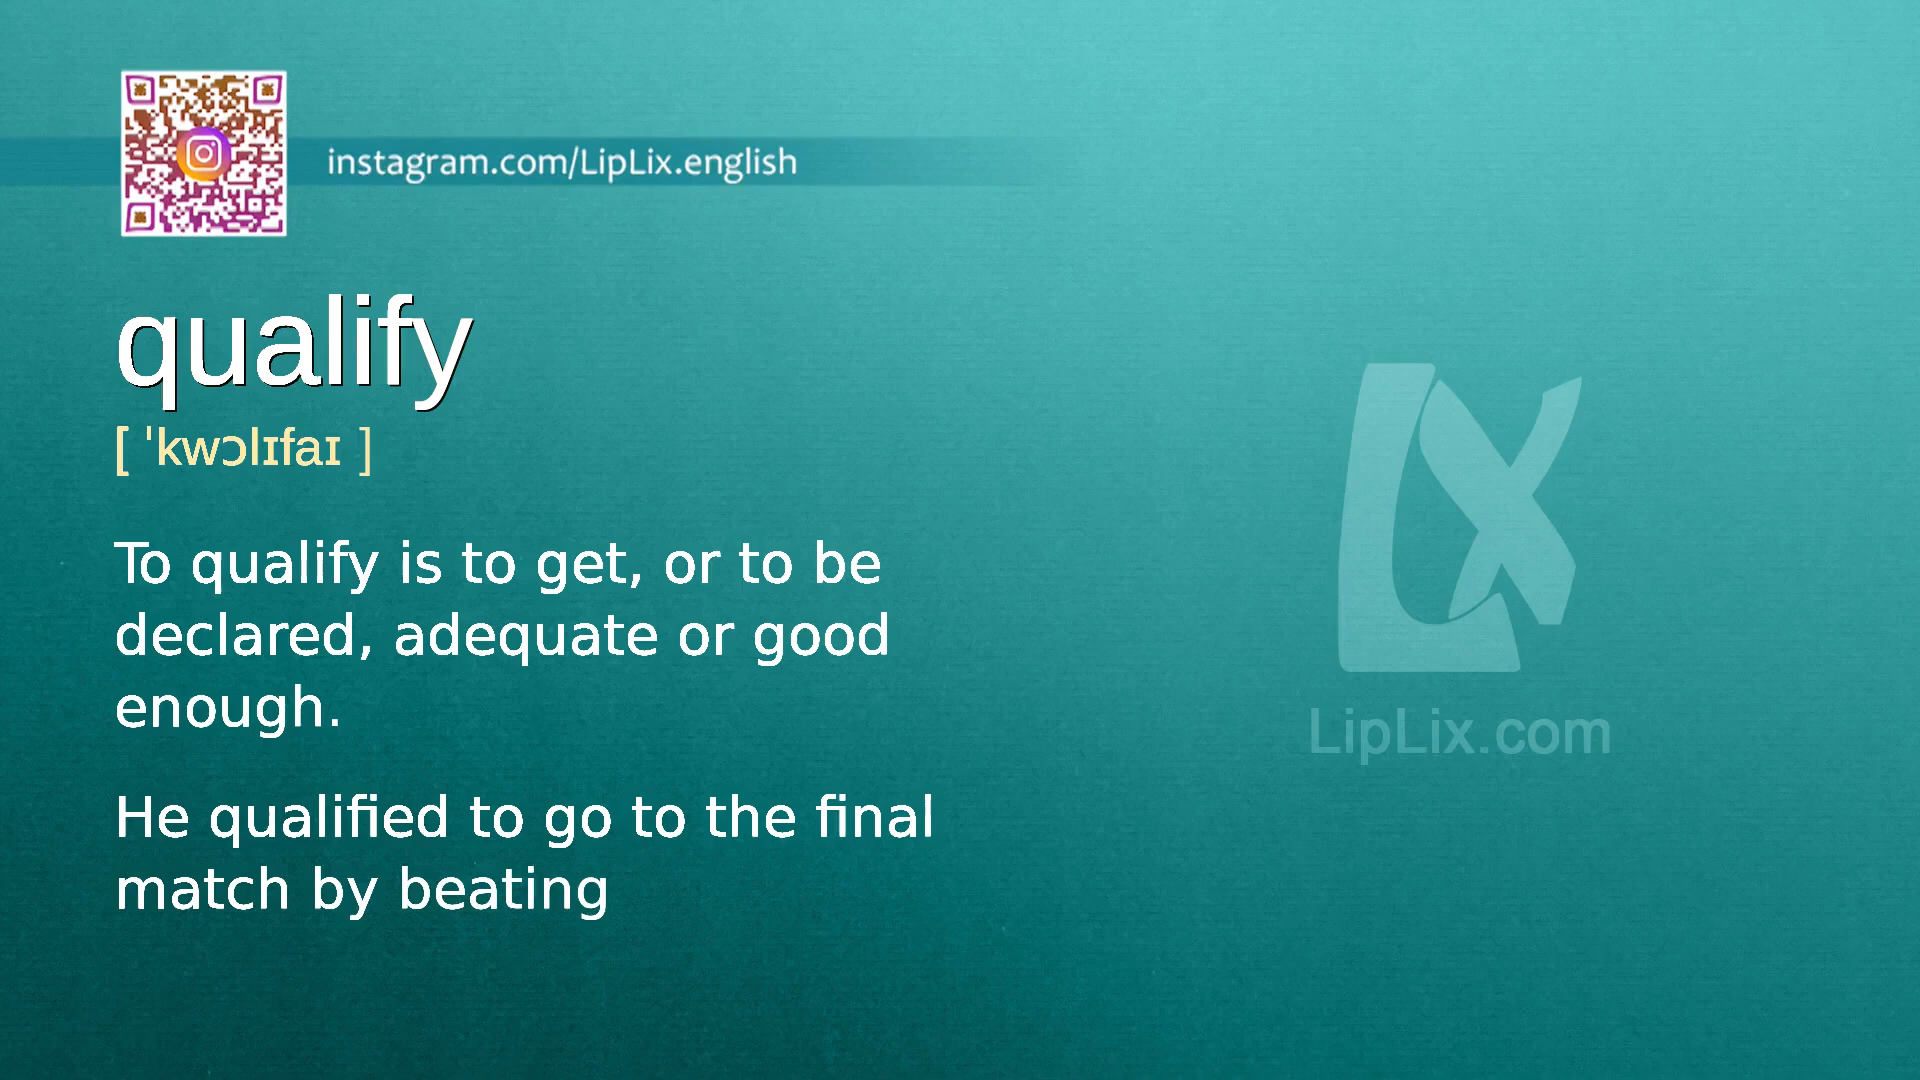 instagram.com/LipLix.english
qualify
[ ˈkwɔlɪfaɪ ]
To qualify is to get, or to be
declared, adequate or good
enough.
He qualified to go to the final
match by beating
LX
LipLix.com